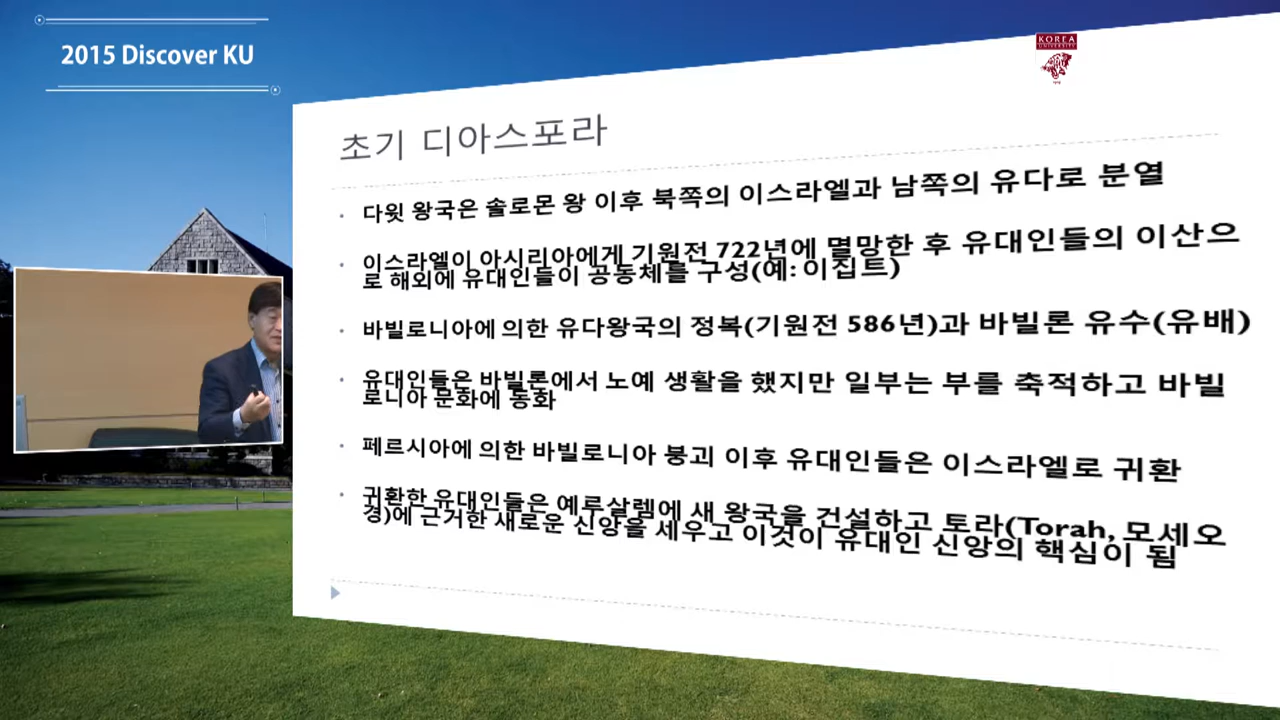 2015 Discover KU
KOREA
UNIVERSITY
초기 디아스포라
다윗 왕국은 솔로몬 왕 이후 북쪽의 이스라엘과 남쪽의 유다로 분열
이스라엘이 아시리아에게 기원전 722년에 멸망한 후 유대인들의 이산으
로 해외에 유대인들이 공동체를 구성(예: 이집트)
바빌로니아에 의한 유다왕국의 정복(기원전 586년)과 바빌론 유수(유배)
유대인들은 바빌론에서 노예 생활을 했지만 일부는 부를 축적하고 바빌
로니아 문화에 동화
페르시아에 의한 바빌로니아 붕괴 이후 유대인들은 이스라엘로 귀환
귀환한 유대인들은 예루살렘에 새 왕국을 건설하고 토라(Torah, 모세오
경)에 근거한 새로운 신앙을 세우고 이것이 유대인 신앙의 핵심이 됨